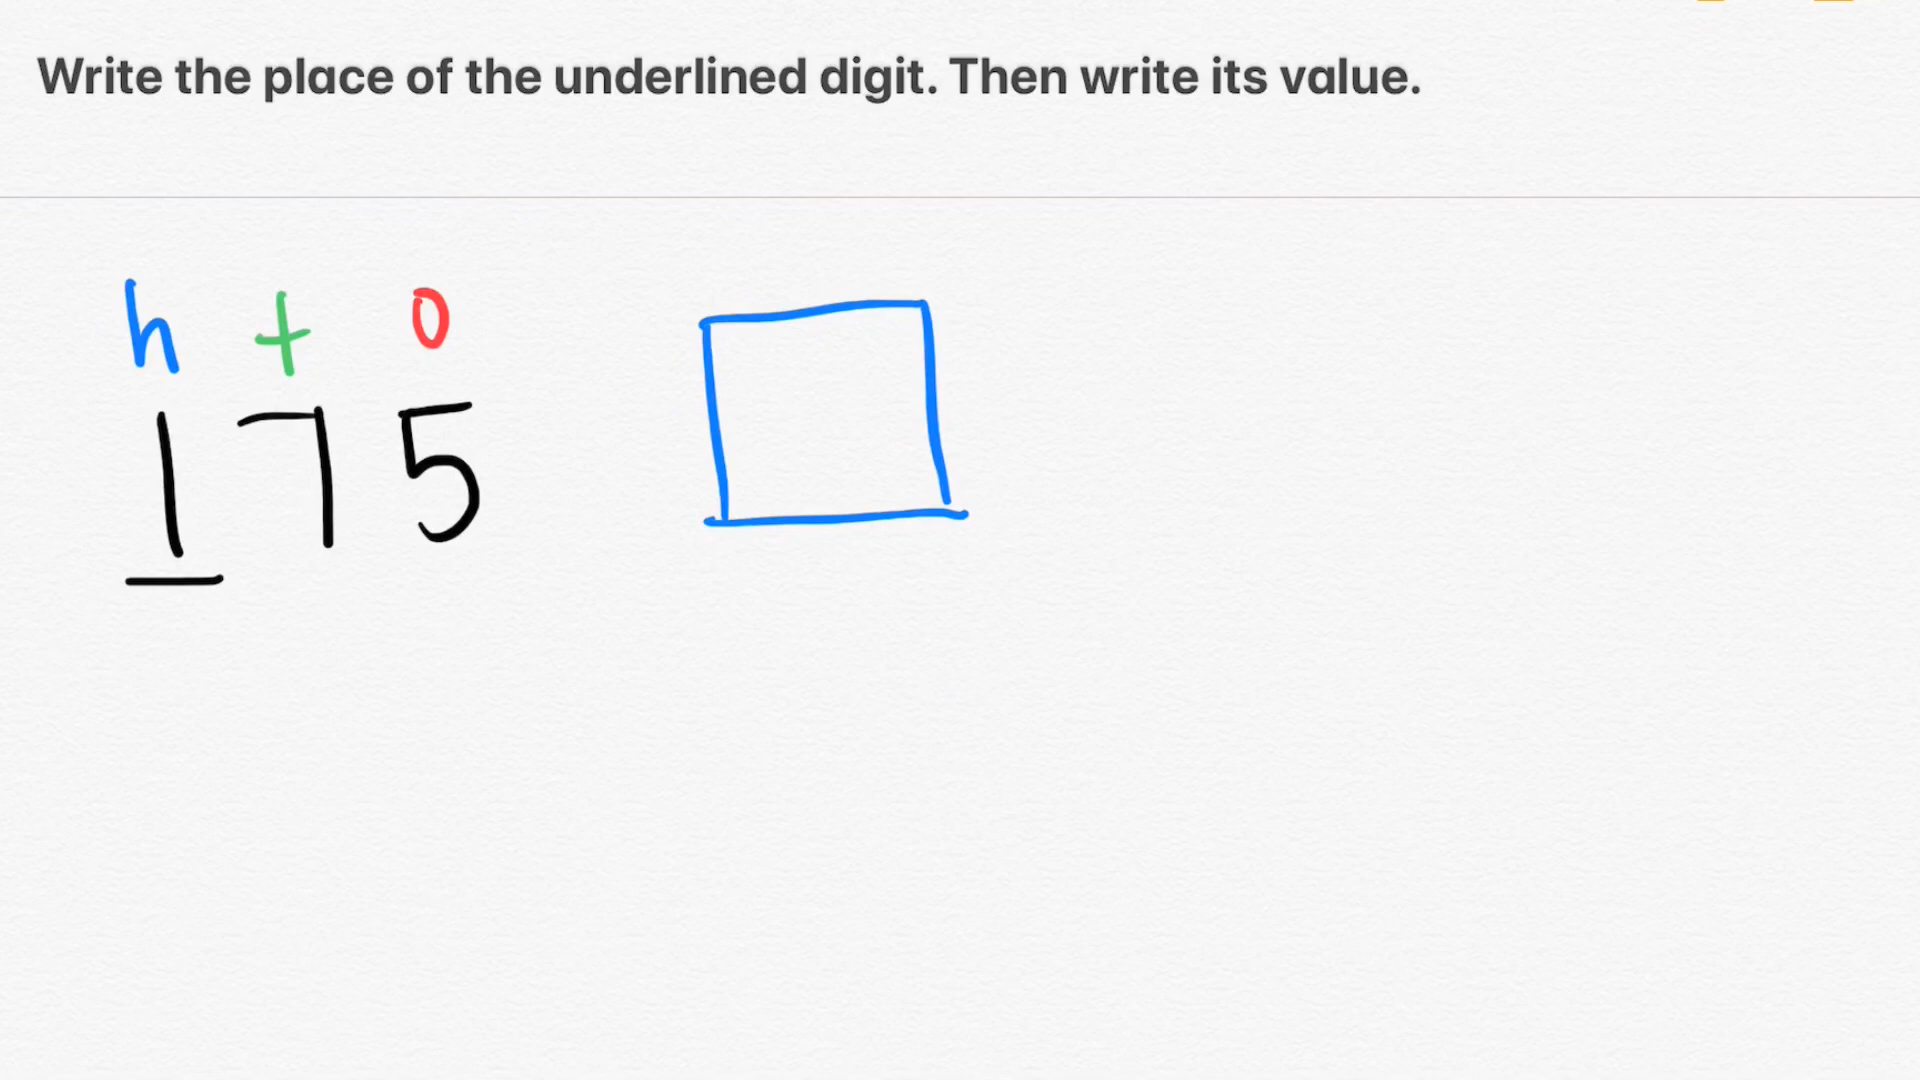 Write the place of the underlined digit. Then write its value.
h t o
175